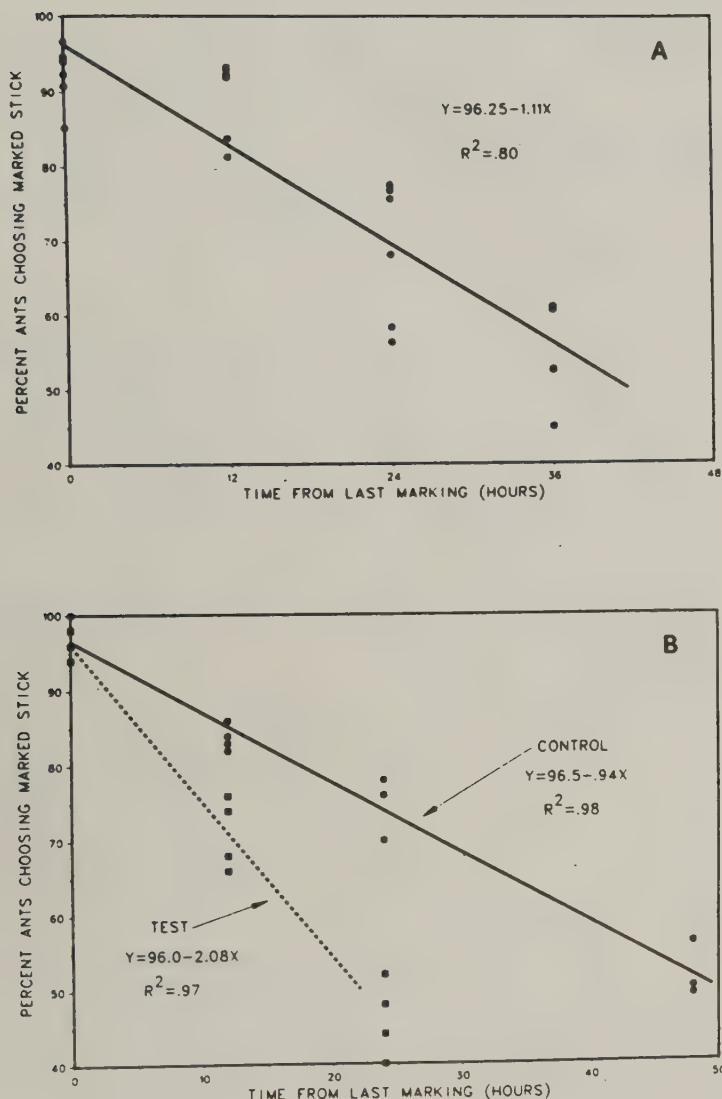 A
Y=96.25-1.11X
R²=.80
PERCENT ANTS CHOOSING MARKED STICK
100
90
80
70
60
50
40
0 12 24 36 48
TIME FROM LAST MARKING (HOURS)
B
CONTROL
Y=96.5-.94X
R²=.98
TEST
Y=96.0-2.08X
R²=.97
PERCENT ANTS CHOOSING MARKED STICK
100
90
80
70
60
50
40
0 10 20 30 40 50
TIME FROM LAST MARKING (HOURS)